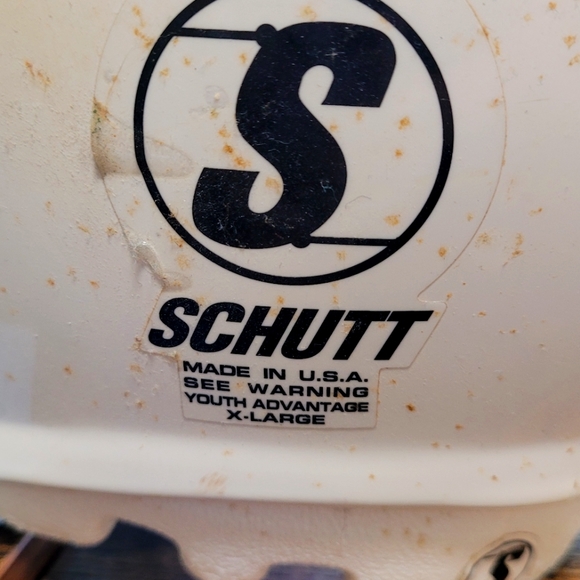 S
SCHUTT
MADE IN U.S.A.
SEE WARNING
YOUTH ADVANTAGE
X-LARGE
S